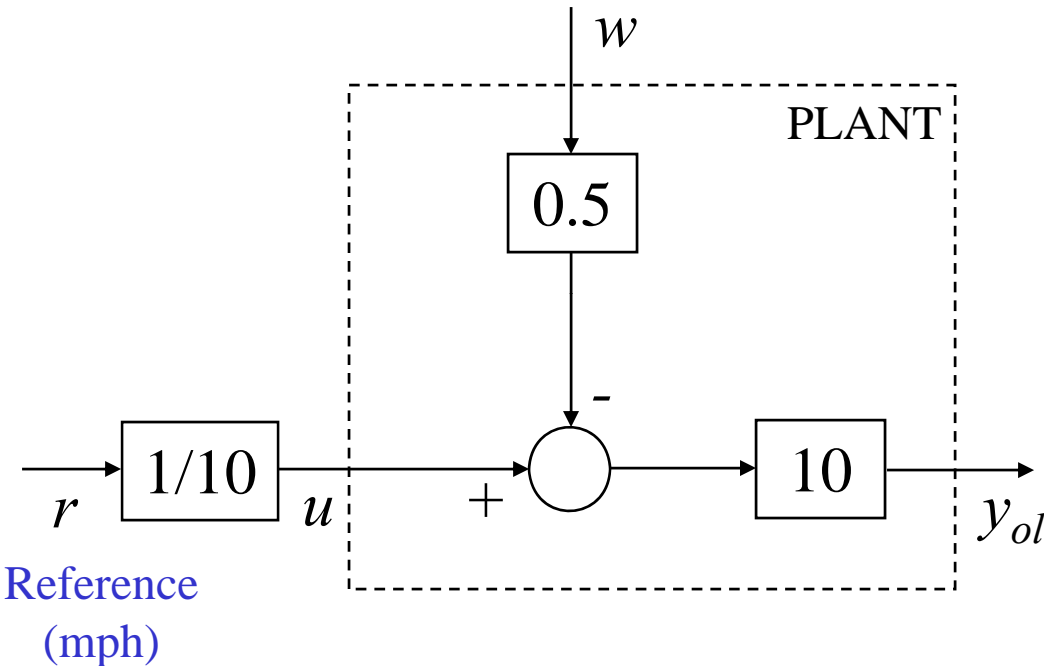 w
PLANT
0.5
-
1/10
10
r
u
+
y_ol
Reference
(mph)